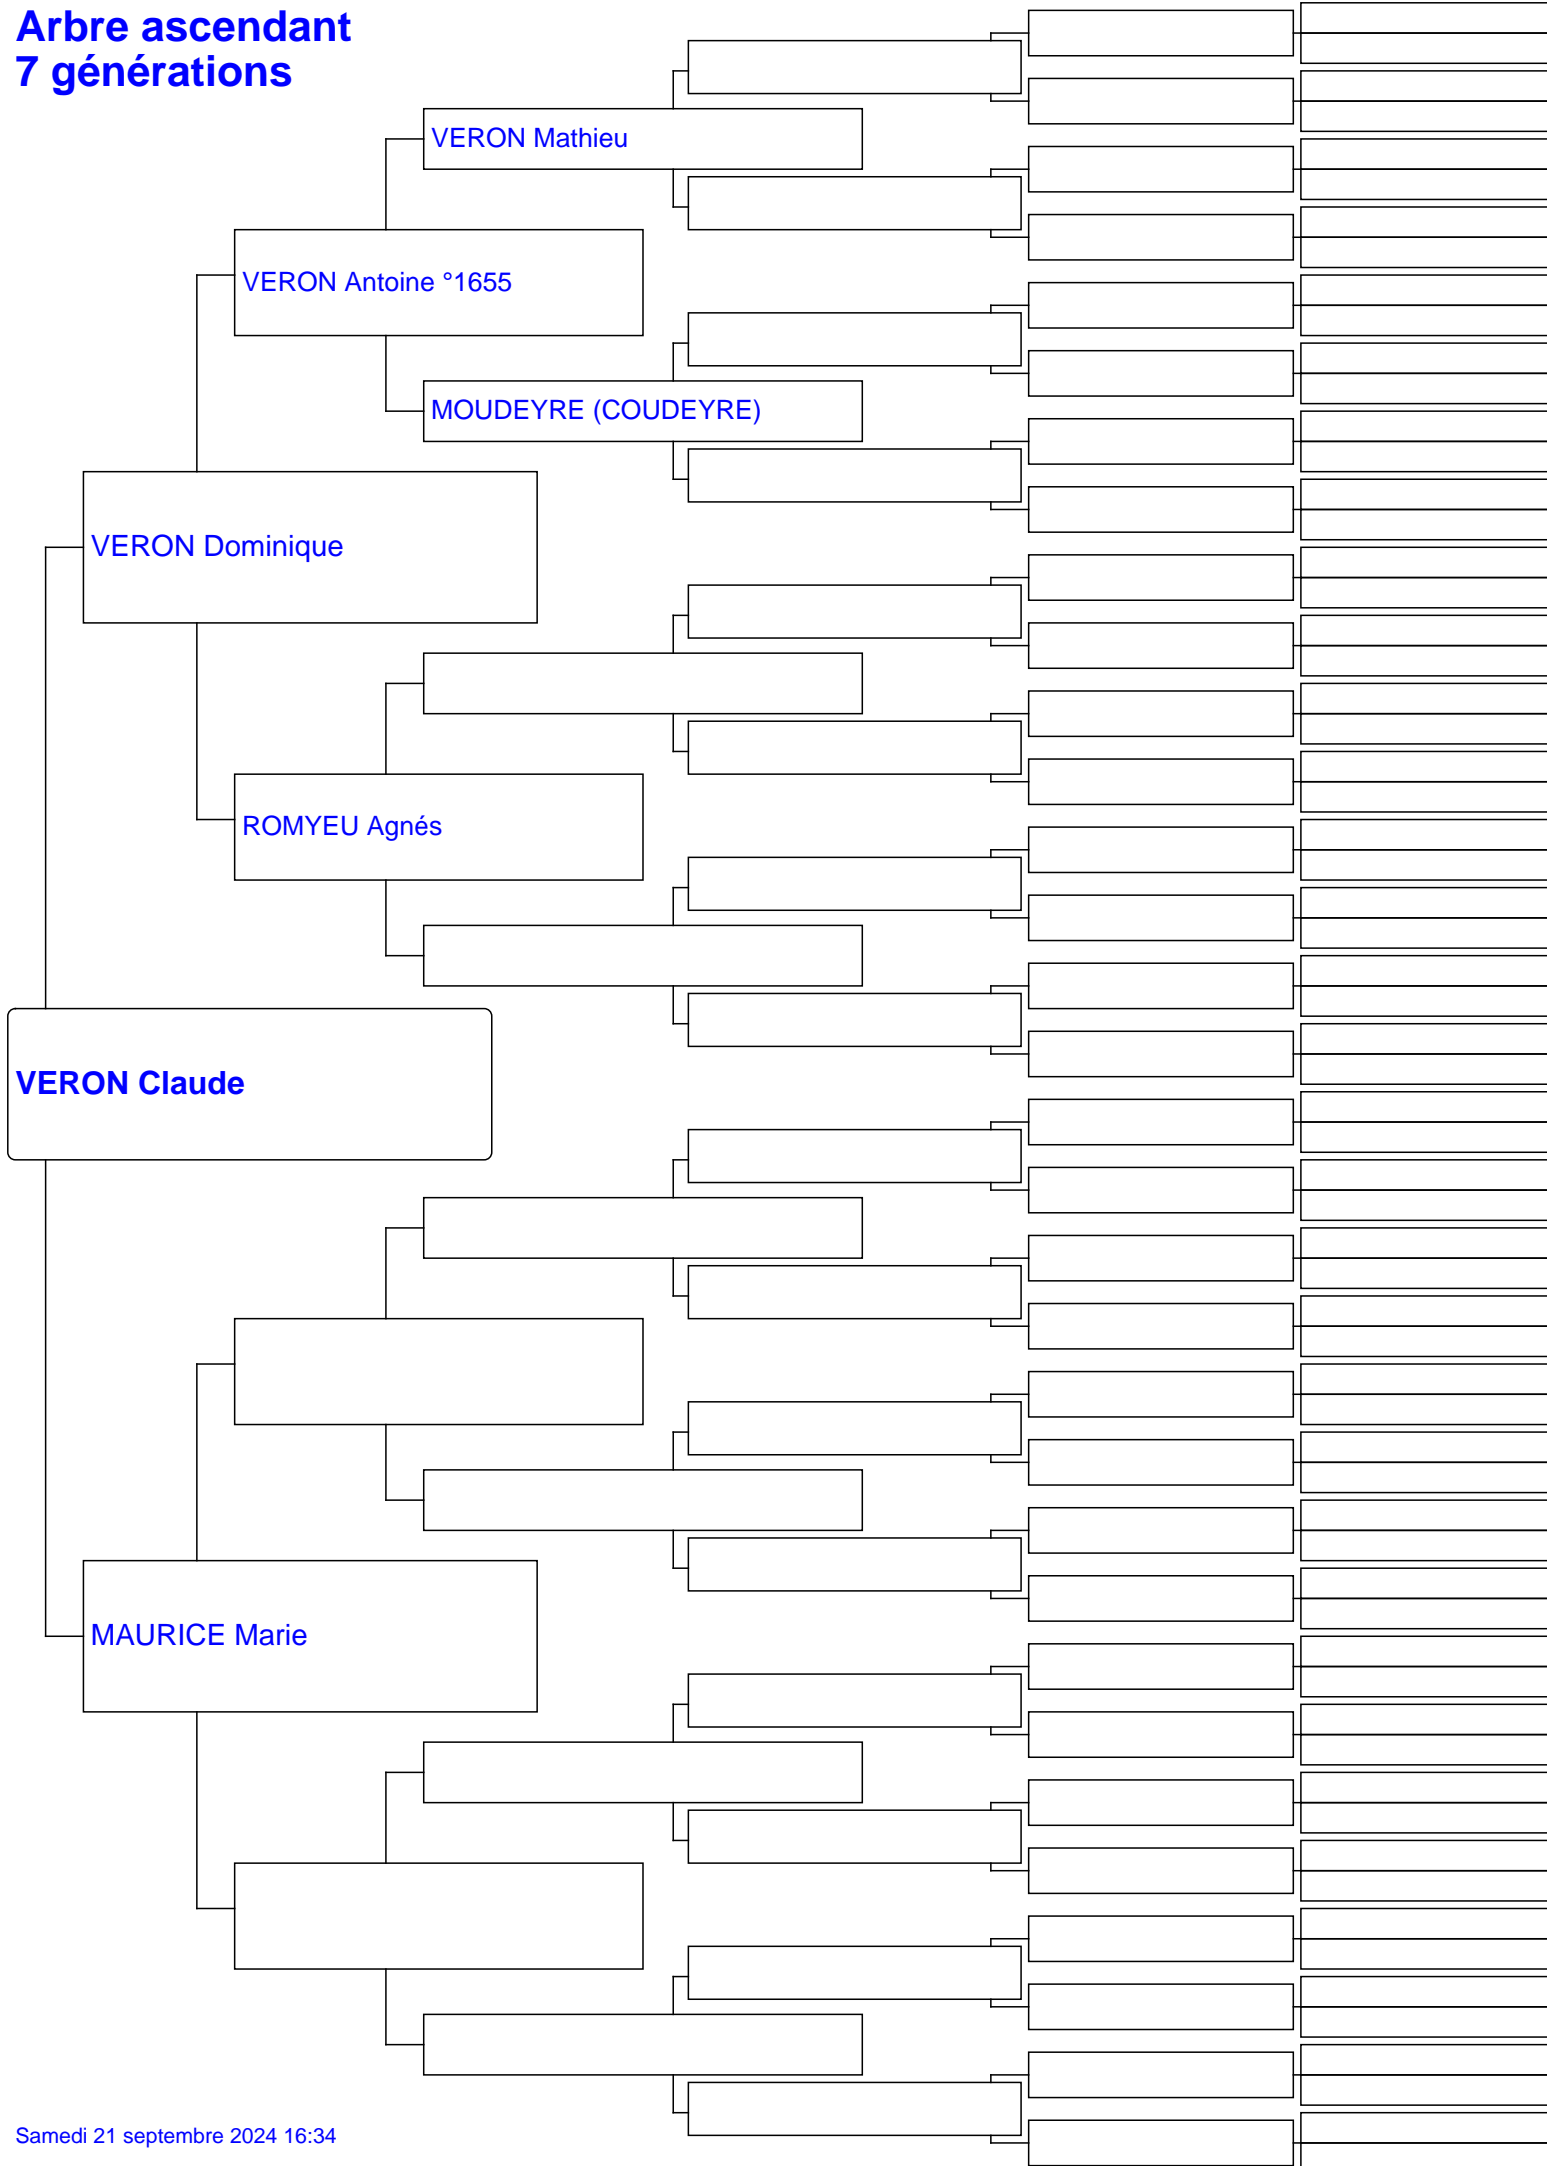 Arbre ascendant
7 générations
VERON Mathieu
VERON Antoine °1655
MOUDEYRE (COUDEYRE)
VERON Dominique
ROMYEU Agnés
VERON Claude
MAURICE Marie
Samedi 21 septembre 2024 16:34